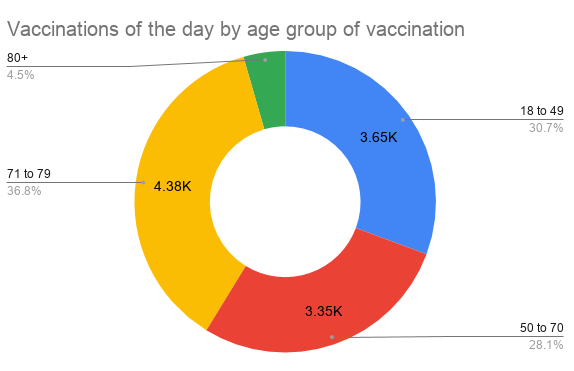 Vaccinations of the day by age group of vaccination
80+
4.5%
18 to 49
30.7%
3.65K
71 to 79
36.8%
4.38K
3.35K
50 to 70
28.1%